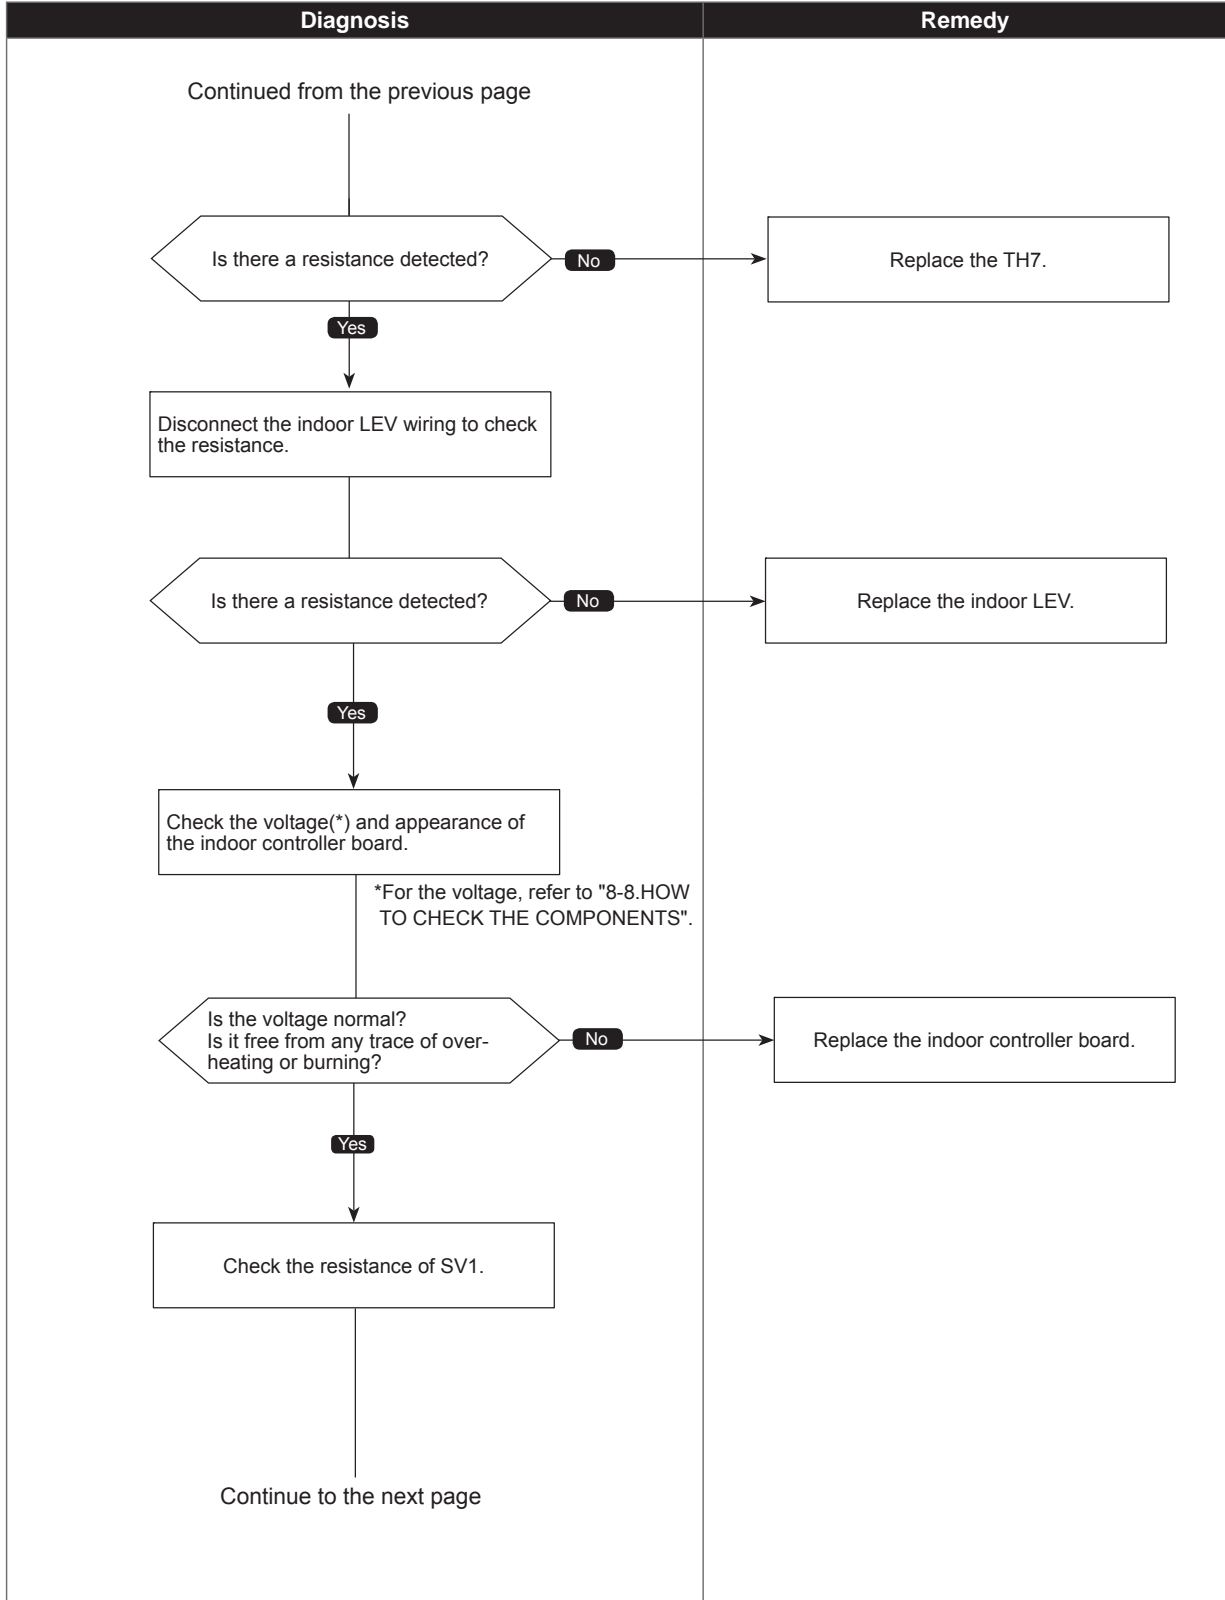 Diagnosis
Remedy
Continued from the previous page
Is there a resistance detected?
No
Replace the TH7.
Yes
Disconnect the indoor LEV wiring to check
the resistance.
Is there a resistance detected?
No
Replace the indoor LEV.
Yes
Check the voltage(*) and appearance of
the indoor controller board.
*For the voltage, refer to "8-8.HOW
TO CHECK THE COMPONENTS".
Is the voltage normal?
Is it free from any trace of over-
heating or burning?
No
Replace the indoor controller board.
Yes
Check the resistance of SV1.
Continue to the next page